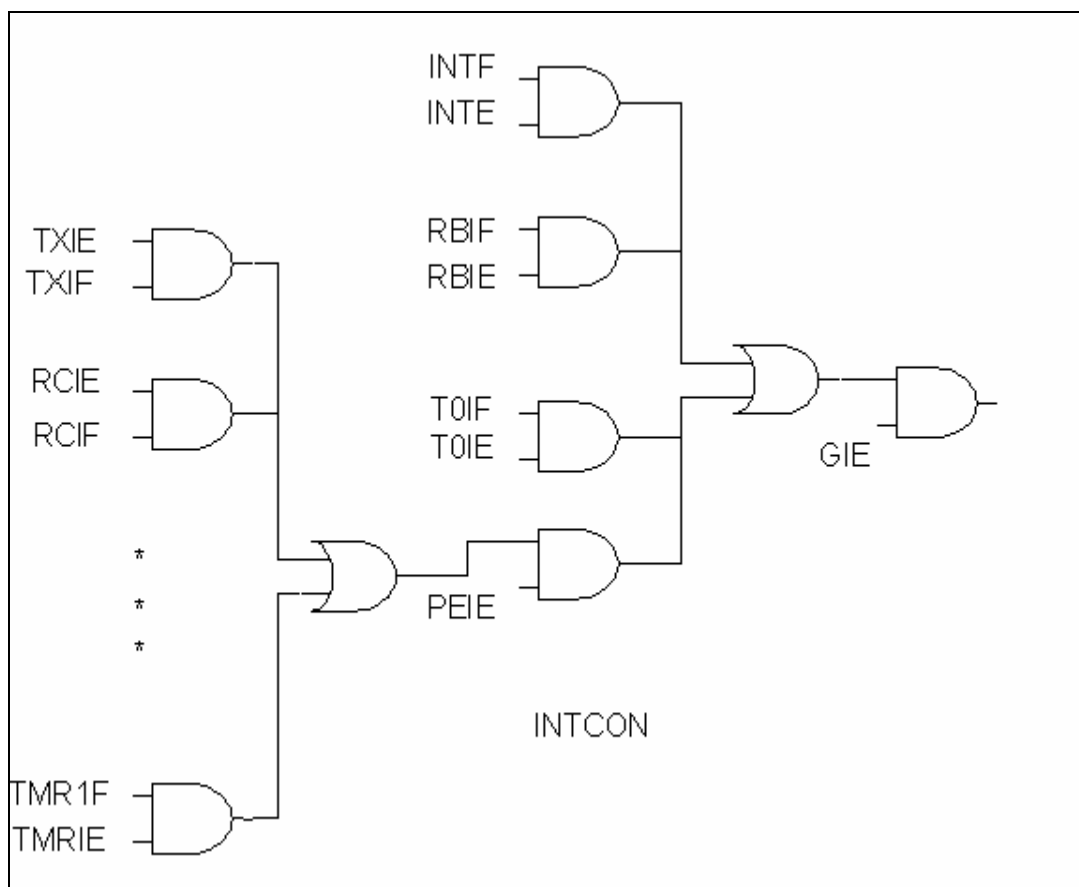 INTF
INTE
RBIF
RBIE
TXIE
TXIF
RCIE
RCIF
T0IF
T0IE
GIE
*
*
*
PEIE
INTCON
TMR1F
TMRIE